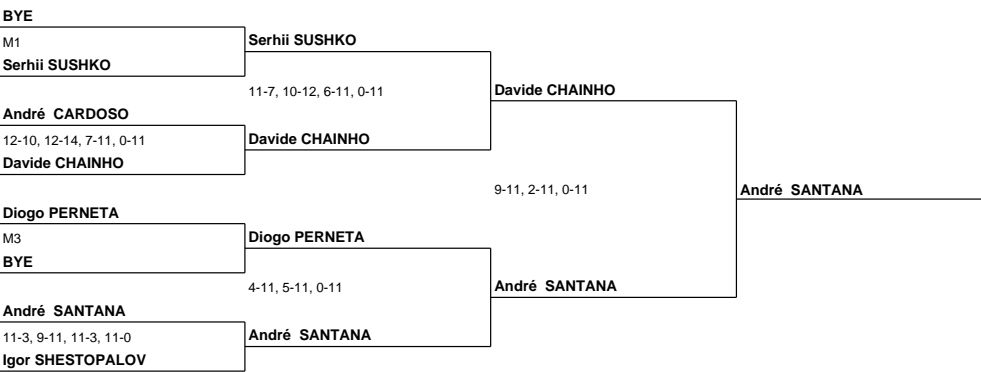 BYE
M1
Serhii SUSHKO
Serhii SUSHKO
11-7, 10-12, 6-11, 0-11
Davide CHAINHO
André CARDOSO
12-10, 12-14, 7-11, 0-11
Davide CHAINHO
Davide CHAINHO
9-11, 2-11, 0-11
André SANTANA
Diogo PERNETA
M3
Diogo PERNETA
BYE
4-11, 5-11, 0-11
André SANTANA
André SANTANA
11-3, 9-11, 11-3, 11-0
André SANTANA
Igor SHESTOPALOV